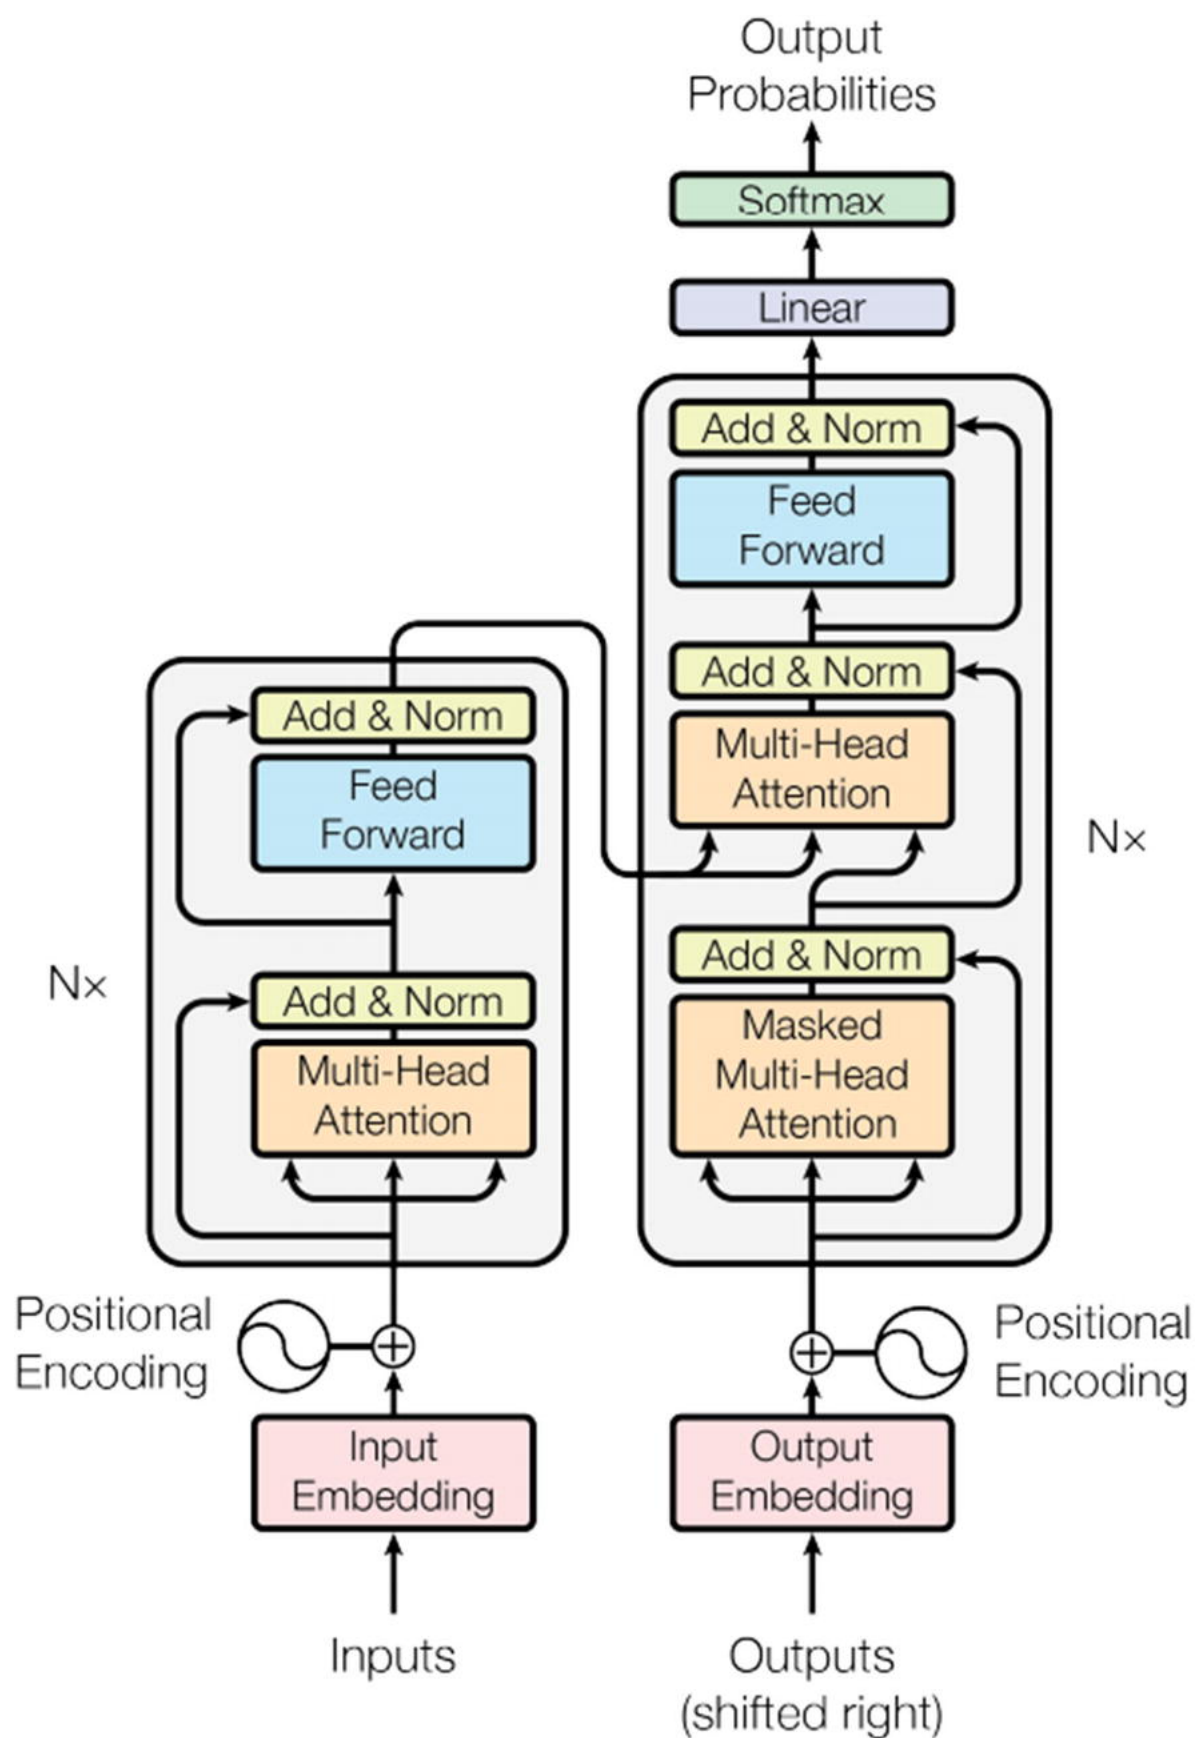 Output
Probabilities
Softmax
Linear
Add & Norm
Feed
Forward
Add & Norm
Multi-Head
Attention
Add & Norm
Masked
Multi-Head
Attention
N×
Add & Norm
Feed
Forward
Add & Norm
Multi-Head
Attention
N×
Positional
Encoding
Positional
Encoding
Input
Embedding
Output
Embedding
Inputs
Outputs
(shifted right)